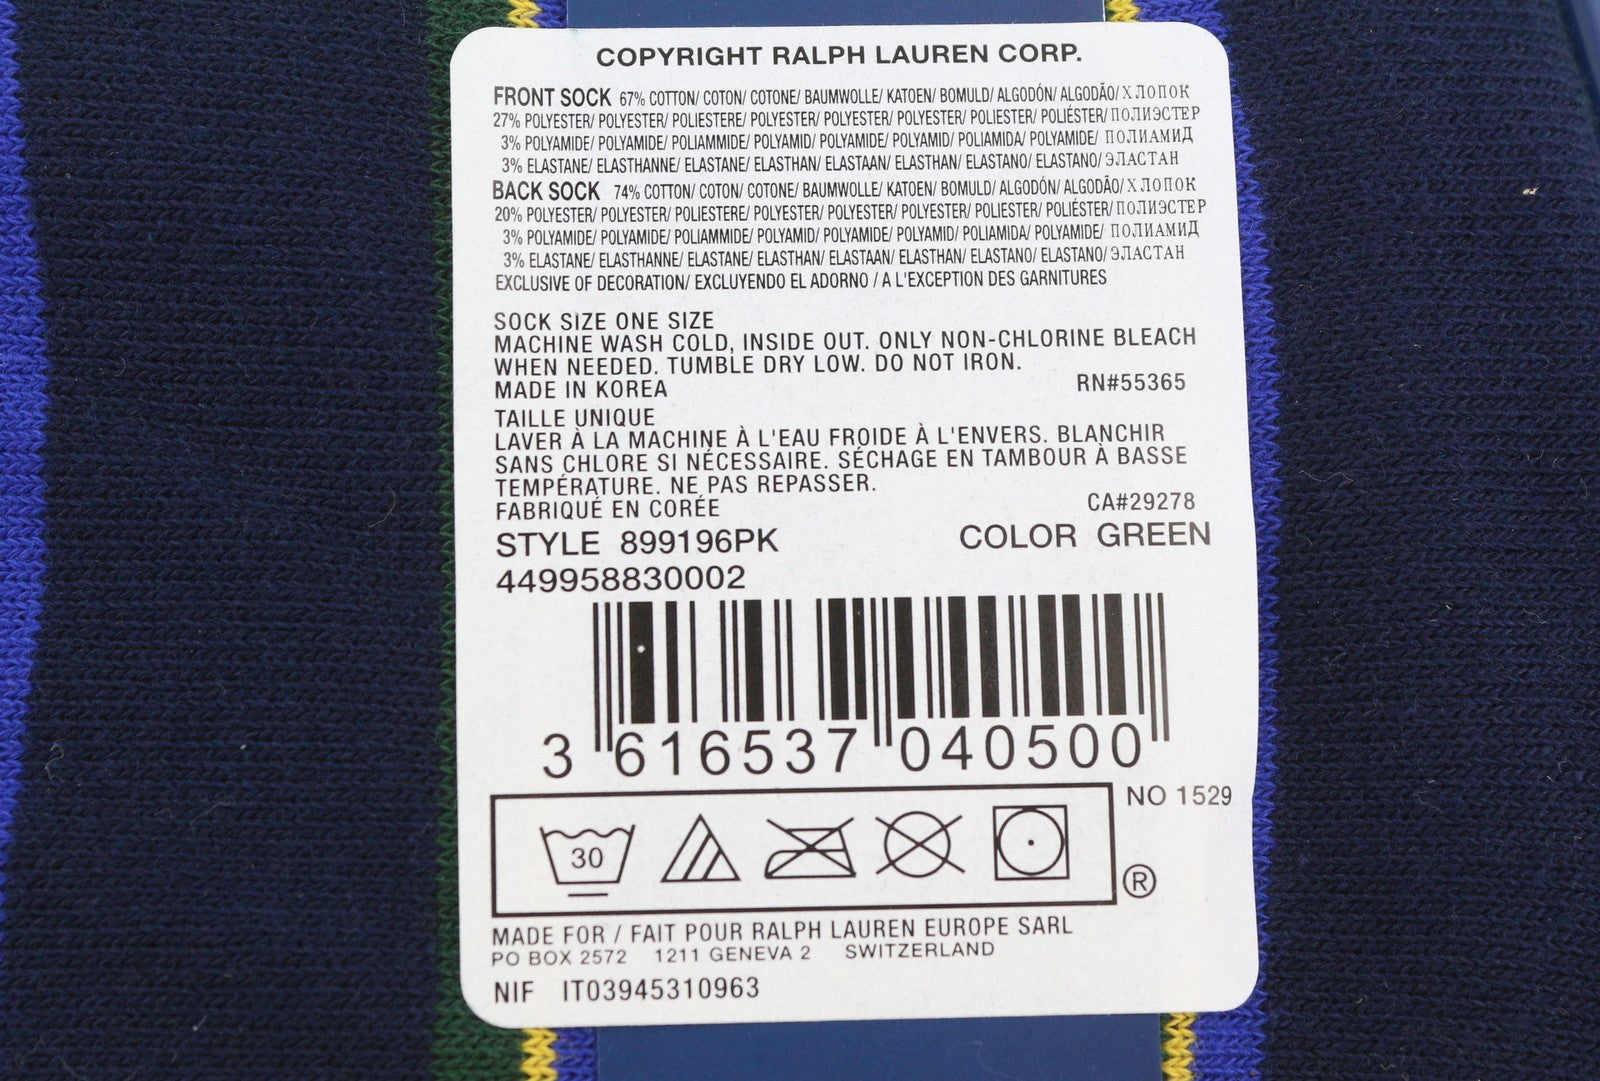 COPYRIGHT RALPH LAUREN CORP.
FRONT SOCK 67% COTTON/ COTON/ COTONE/ BAUMWOLLE/ KATOEN/ BOMULD/ ALGODÓN/ ALGODÃO/ ХЛОПОК
27% POLYESTER/ POLYESTER/ POLIESTERE/ POLYESTER/ POLYESTER/ POLYESTER/ POLIESTER/ POLIÉSTER/ ПОЛИЭСТЕР
3% POLYAMIDE/ POLYAMIDE/ POLIAMMIDE/ POLYAMID/ POLYAMIDE/ POLYAMID/ POLIAMIDA/ POLYAMIDE/ ПОЛИАМИД
3% ELASTANE/ ELASTHANNE/ ELASTANE/ ELASTHAN/ ELASTAAN/ ELASTHAN/ ELASTANO/ ELASTANO/ ЭЛАСТАН
BACK SOCK 74% COTTON/ COTON/ COTONE/ BAUMWOLLE/ KATOEN/ BOMULD/ ALGODÓN/ ALGODÃO/ ХЛОПОК
20% POLYESTER/ POLYESTER/ POLIESTERE/ POLYESTER/ POLYESTER/ POLYESTER/ POLIESTER/ POLIÉSTER/ ПОЛИЭСТЕР
3% POLYAMIDE/ POLYAMIDE/ POLIAMMIDE/ POLYAMID/ POLYAMIDE/ POLYAMID/ POLIAMIDA/ POLYAMIDE/ ПОЛИАМИД
3% ELASTANE/ ELASTHANNE/ ELASTANE/ ELASTHAN/ ELASTAAN/ ELASTHAN/ ELASTANO/ ELASTANO/ ЭЛАСТАН
EXCLUSIVE OF DECORATION/ EXCLUYENDO EL ADORNO / A L'EXCEPTION DES GARNITURES
SOCK SIZE ONE SIZE
MACHINE WASH COLD, INSIDE OUT. ONLY NON-CHLORINE BLEACH
WHEN NEEDED. TUMBLE DRY LOW. DO NOT IRON.
MADE IN KOREA RN#55365
TAILLE UNIQUE
LAVER À LA MACHINE À L'EAU FROIDE À L'ENVERS. BLANCHIR
SANS CHLORE SI NÉCESSAIRE. SÉCHAGE EN TAMBOUR À BASSE
TEMPÉRATURE. NE PAS REPASSER.
FABRIQUÉ EN CORÉE CA#29278
STYLE 899196PK COLOR GREEN
449958830002
3 616537 040500
NO 1529
30
®
MADE FOR / FAIT POUR RALPH LAUREN EUROPE SARL
PO BOX 2572 1211 GENEVA 2 SWITZERLAND
NIF IT03945310963